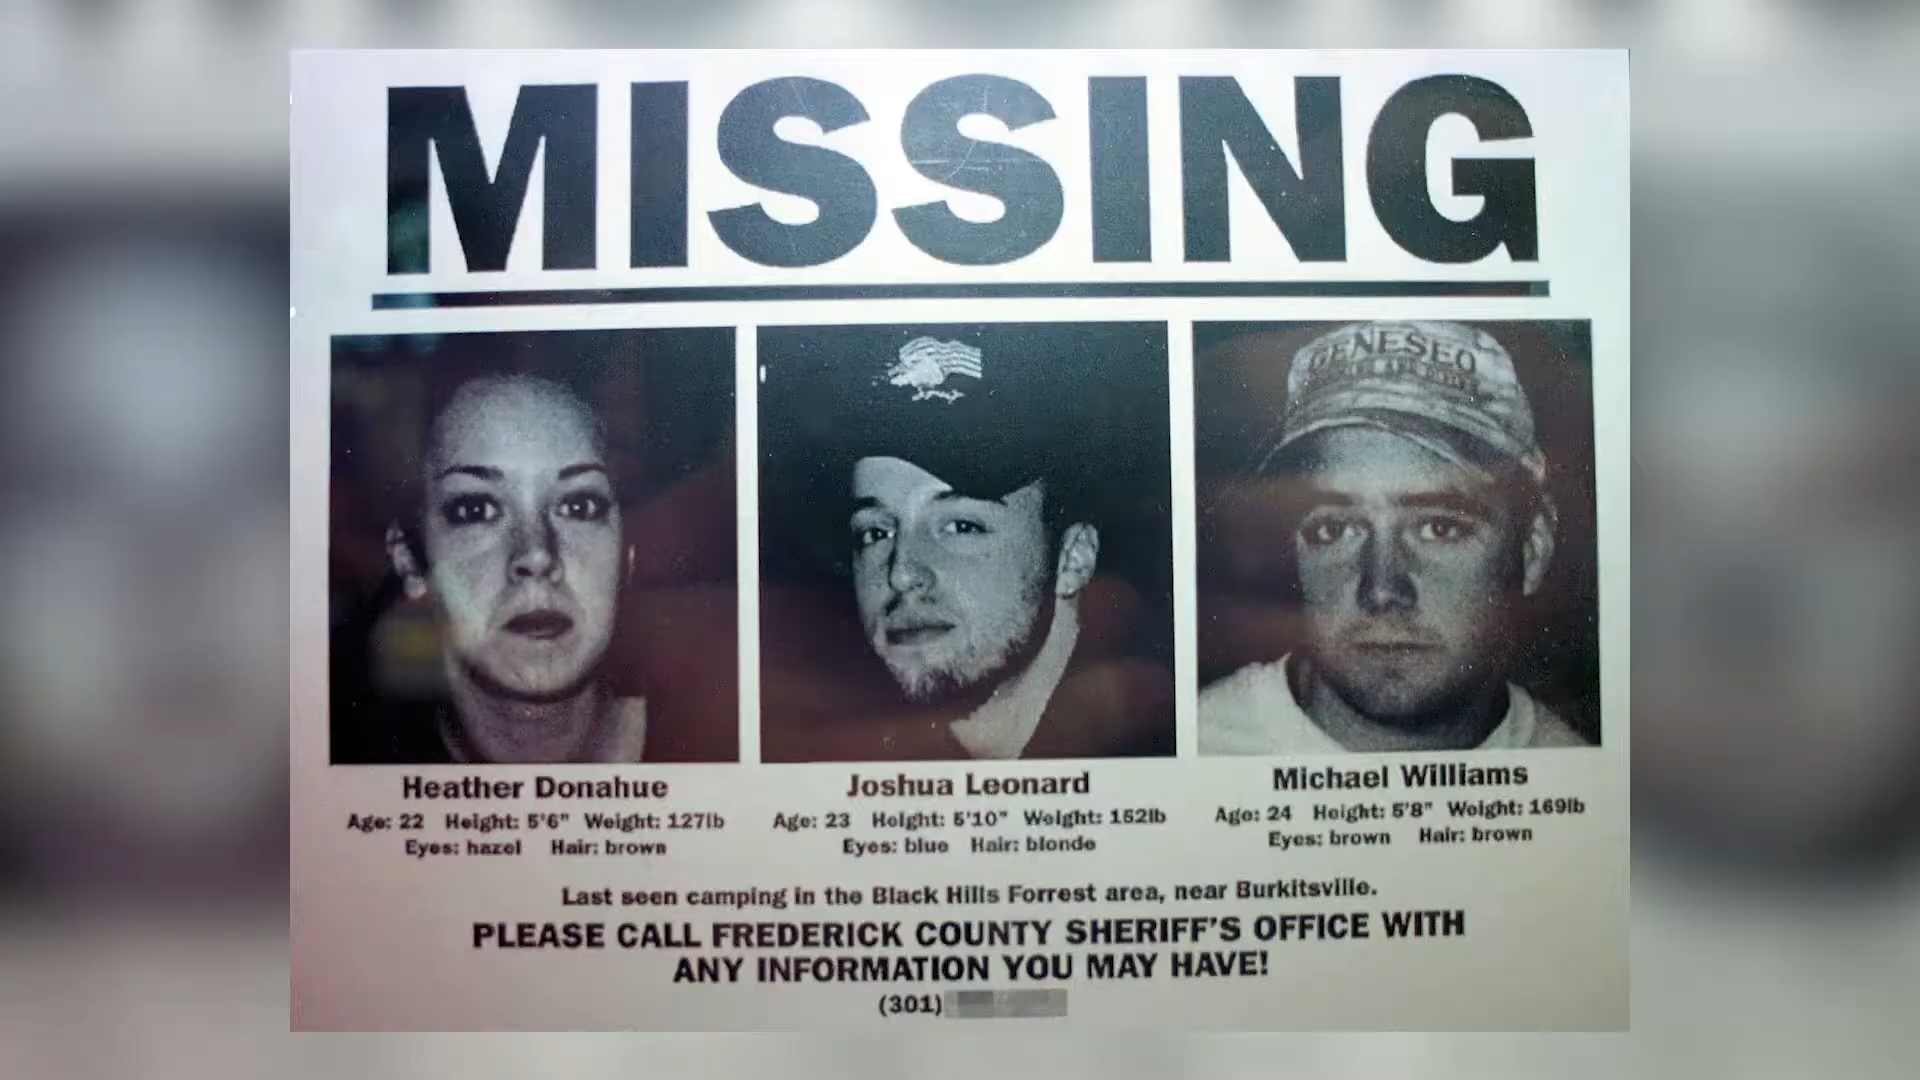 MISSING
GENESEO
Heather Donahue
Age: 22 Height: 5'6" Weight: 127lb
Eyes: hazel Hair: brown
Joshua Leonard
Age: 23 Height: 5'10" Weight: 152lb
Eyes: blue Hair: blonde
Michael Williams
Age: 24 Height: 5'8" Weight: 169lb
Eyes: brown Hair: brown
Last seen camping in the Black Hills Forrest area, near Burkitsville.
PLEASE CALL FREDERICK COUNTY SHERIFF'S OFFICE WITH
ANY INFORMATION YOU MAY HAVE!
(301)